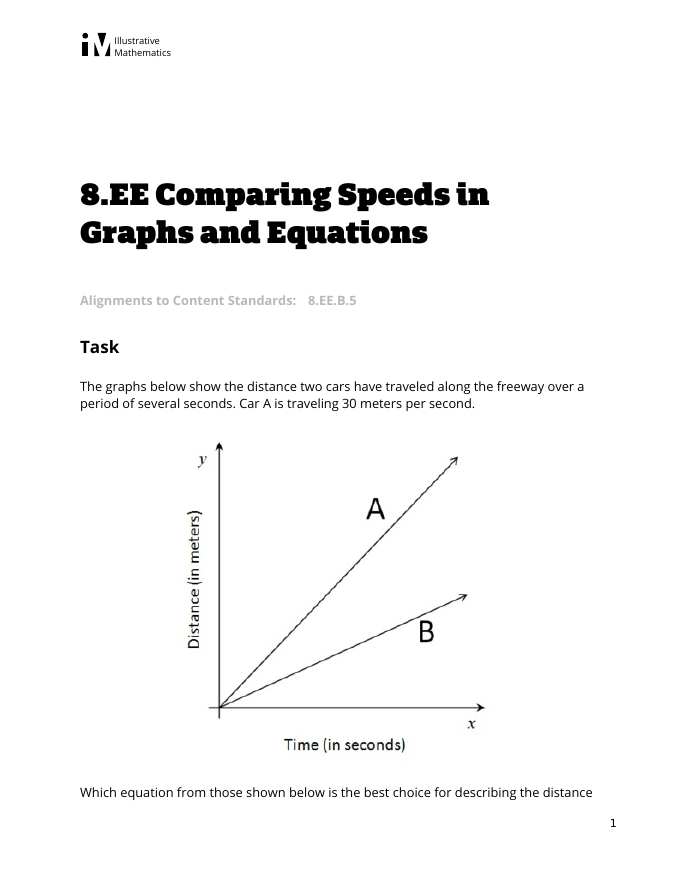 Illustrative
Mathematics
8.EE Comparing Speeds in
Graphs and Equations
Alignments to Content Standards: 8.EE.B.5
Task
The graphs below show the distance two cars have traveled along the freeway over a
period of several seconds. Car A is traveling 30 meters per second.
y
A
Distance (in meters)
B
x
Time (in seconds)
Which equation from those shown below is the best choice for describing the distance
1